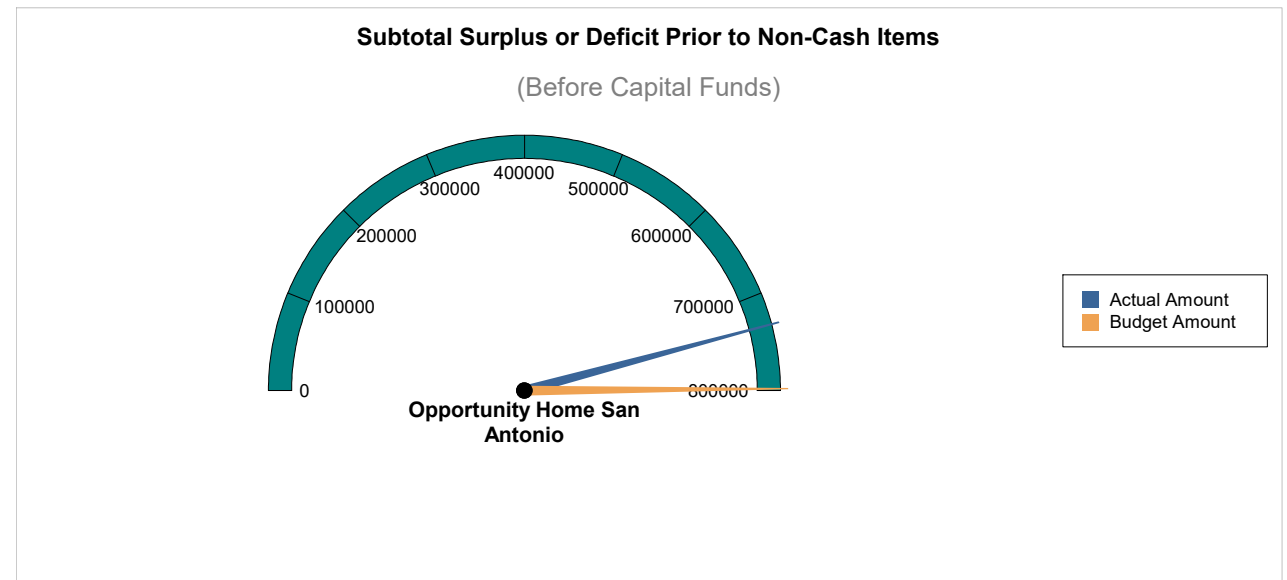 Subtotal Surplus or Deficit Prior to Non-Cash Items
(Before Capital Funds)
400000
300000
500000
200000
600000
100000
700000
0
800000
Opportunity Home San
Antonio
Actual Amount
Budget Amount